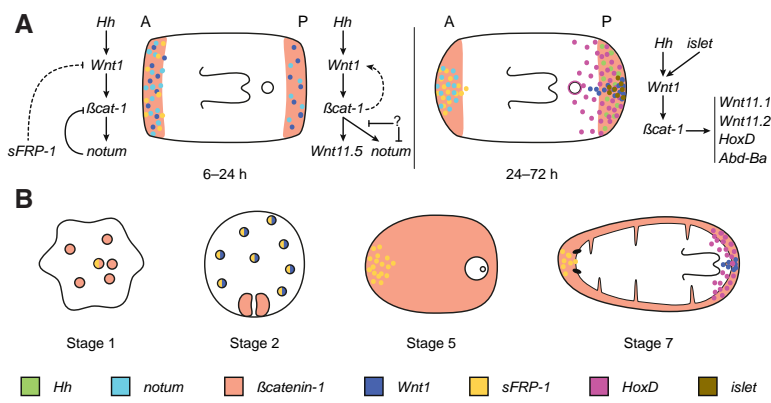 A
A P
Hh
Wnt1
ßcat-1
sFRP-1 notum
6–24 h
Hh
Wnt1
ßcat-1
?
Wnt11.5 notum
A P
24–72 h
Hh islet
Wnt1
ßcat-1
Wnt11.1
Wnt11.2
HoxD
Abd-Ba
B
Stage 1 Stage 2 Stage 5 Stage 7
Hh notum ßcatenin-1 Wnt1 sFRP-1 HoxD islet